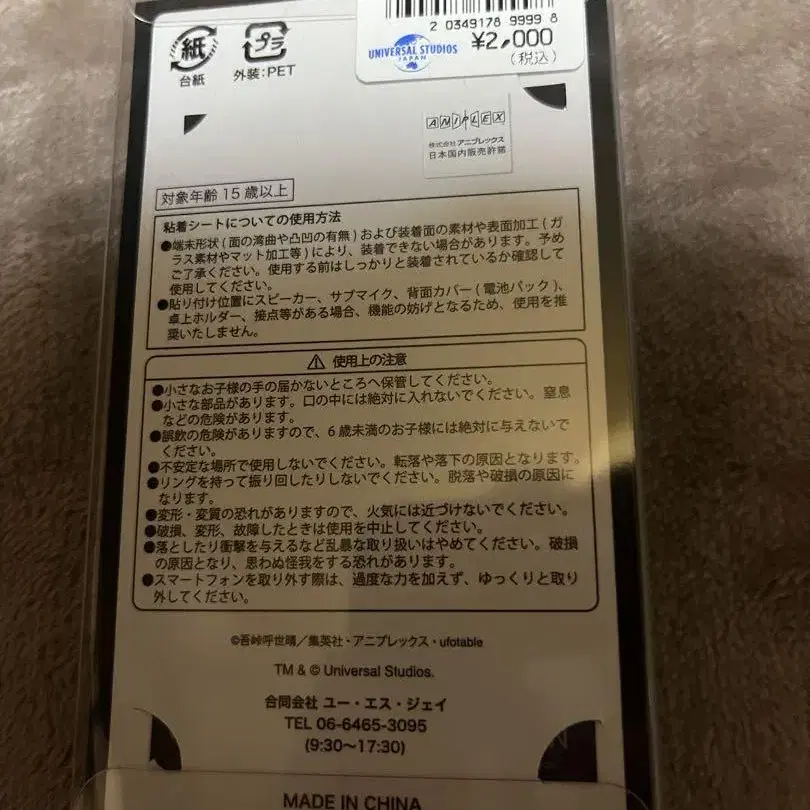 2 0349178 9999 8
UNIVERSAL STUDIOS
JAPAN
¥2,000
(税込)
紙
台紙
プラ
外装:PET
ANIPLEX
株式会社アニプレックス
日本国内販売許諾
対象年齢15歳以上
粘着シートについての使用方法
●端末形状(面の湾曲や凸凹の有無)および装着面の素材や表面加工(ガ
ラス素材やマット加工等)により、装着できない場合があります。予め
ご了承ください。使用する前はしっかりと装着されているか確認して
使用してください。
●貼り付け位置にスピーカー、サブマイク、背面カバー(電池パック)、
卓上ホルダー、接点等がある場合、機能の妨げとなるため、使用を推
奨いたしません。
⚠ 使用上の注意
●小さなお子様の手の届かないところへ保管してください。
●小さな部品があります。口の中には絶対に入れないでください。窒息
などの危険があります。
●誤飲の危険がありますので、6歳未満のお子様には絶対に与えないで
ください。
●不安定な場所で使用しないでください。転落や落下の原因となります。
●リングを持って振り回したりしないでください。脱落や破損の原因に
なります。
●変形・変質の恐れがありますので、火気には近づけないでください。
●破損、変形、故障したときは使用を中止してください。
●落としたり衝撃を与えるなど乱暴な取り扱いはやめてください。破損
の原因となり、思わぬ怪我をする恐れがあります。
●スマートフォンを取り外す際は、過度な力を加えず、ゆっくりと取り
外してください。
©吾峠呼世晴/集英社・アニプレックス・ufotable
TM & © Universal Studios.
合同会社 ユー・エス・ジェイ
TEL 06-6465-3095
(9:30〜17:30)
MADE IN CHINA